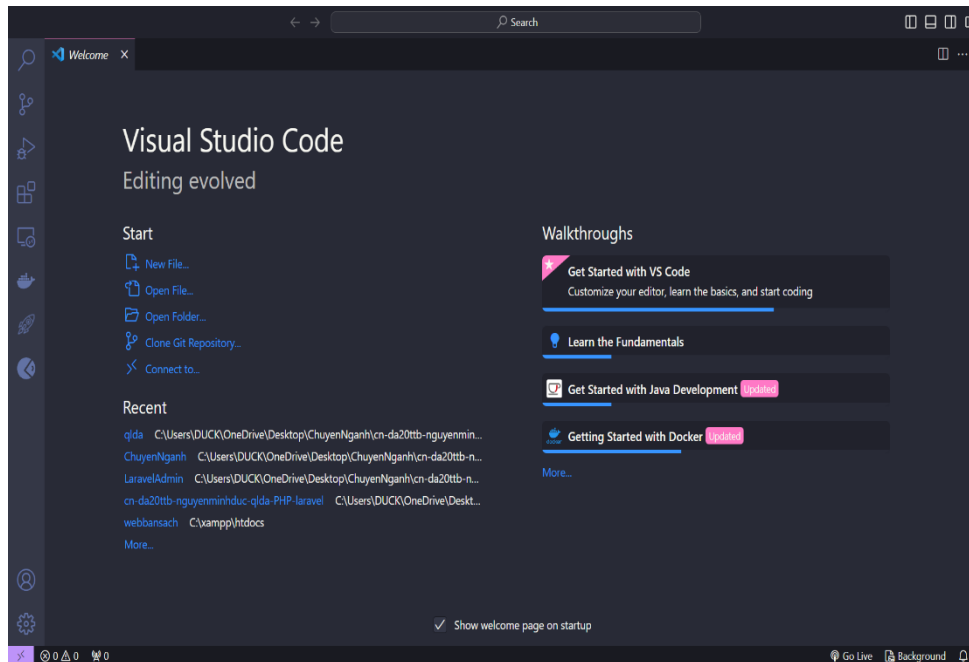 Search
Welcome
Visual Studio Code
Editing evolved
Start
New File...
Open File...
Open Folder...
Clone Git Repository...
Connect to...
Recent
qlda C:\Users\DUCK\OneDrive\Desktop\ChuyenNganh\cn-da20ttb-nguyenmin...
ChuyenNganh C:\Users\DUCK\OneDrive\Desktop\ChuyenNganh\cn-da20ttb-n...
LaravelAdmin C:\Users\DUCK\OneDrive\Desktop\ChuyenNganh\cn-da20ttb-n...
cn-da20ttb-nguyenminhduc-qlda-PHP-laravel C:\Users\DUCK\OneDrive\Deskt...
webbansach C:\xampp\htdocs
More...
Walkthroughs
Get Started with VS Code
Customize your editor, learn the basics, and start coding
Learn the Fundamentals
Get Started with Java Development Updated
Getting Started with Docker Updated
More...
Show welcome page on startup
0 0 0 Go Live Background